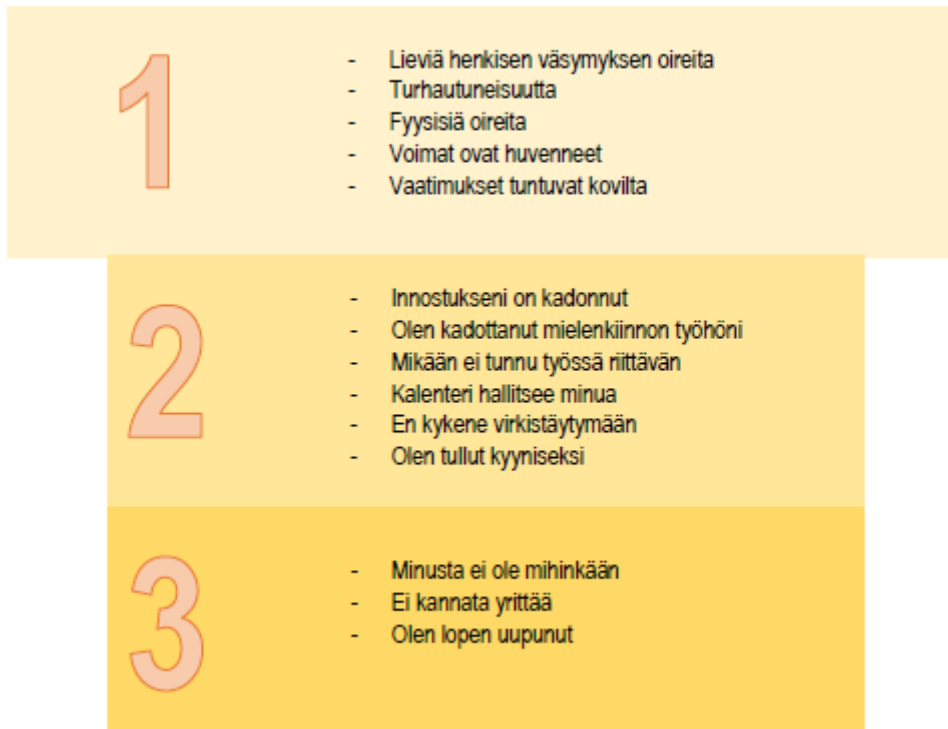 1
- Lieviä henkisen väsymyksen oireita
- Turhautuneisuutta
- Fyysisiä oireita
- Voimat ovat huvenneet
- Vaatimukset tuntuvat kovilta
2
- Innostukseni on kadonnut
- Olen kadottanut mielenkiinnon työhöni
- Mikään ei tunnu työssä riittävän
- Kalenteri hallitsee minua
- En kykene virkistäytymään
- Olen tullut kyyniseksi
3
- Minusta ei ole mihinkään
- Ei kannata yrittää
- Olen lopen uupunut